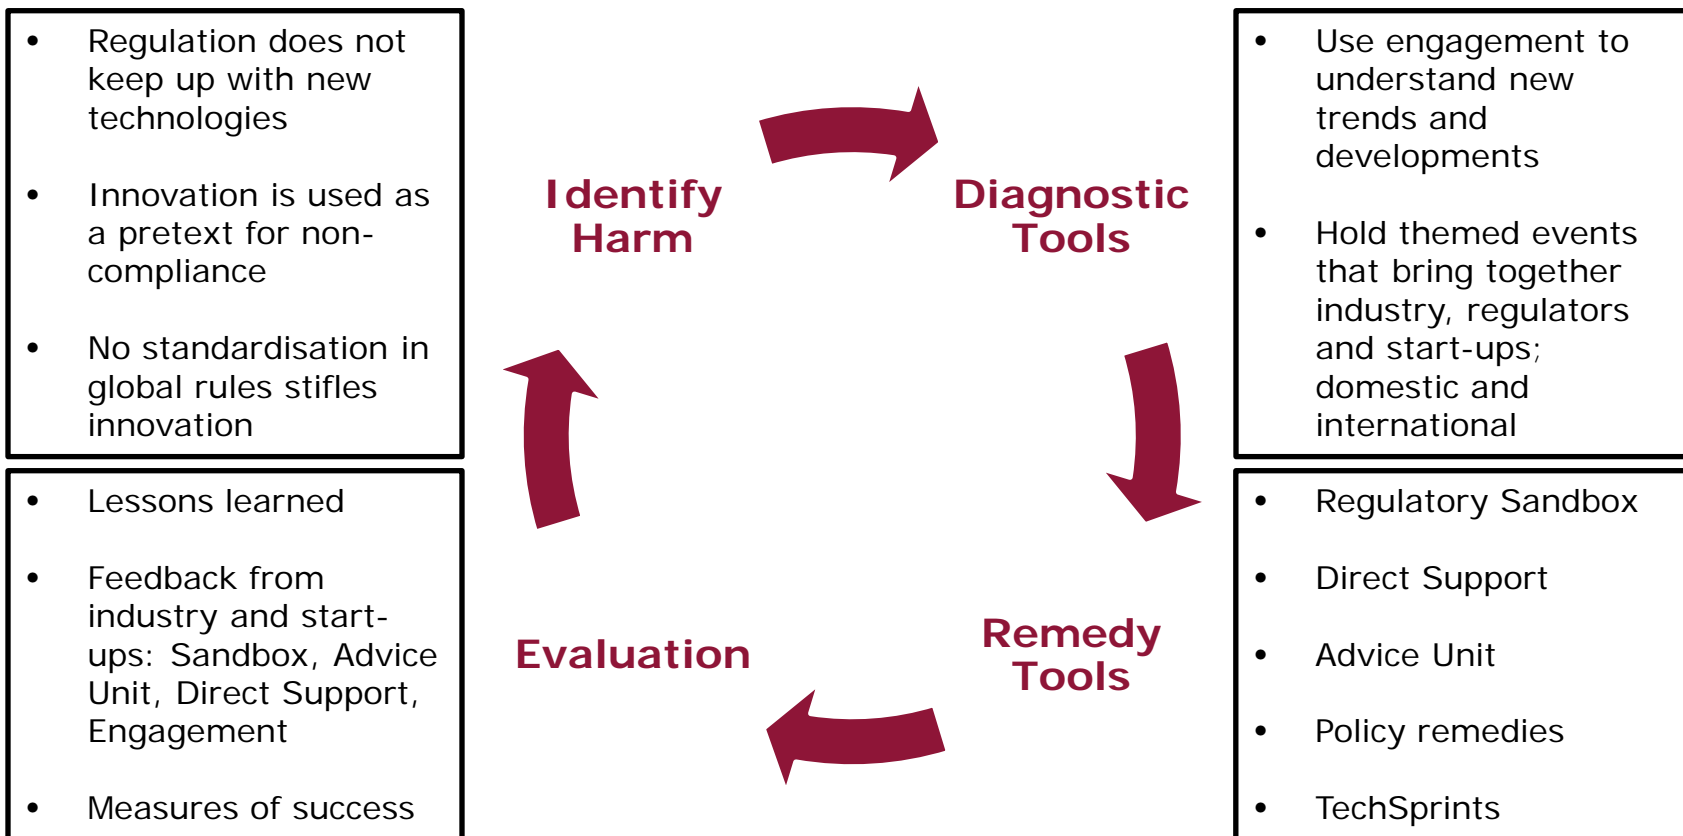 • Regulation does not
keep up with new
technologies
• Innovation is used as
a pretext for non-
compliance
• No standardisation in
global rules stifles
innovation
Identify
Harm
Diagnostic
Tools
• Use engagement to
understand new
trends and
developments
• Hold themed events
that bring together
industry, regulators
and start-ups;
domestic and
international
• Lessons learned
• Feedback from
industry and start-
ups: Sandbox, Advice
Unit, Direct Support,
Engagement
• Measures of success
Evaluation
Remedy
Tools
• Regulatory Sandbox
• Direct Support
• Advice Unit
• Policy remedies
• TechSprints